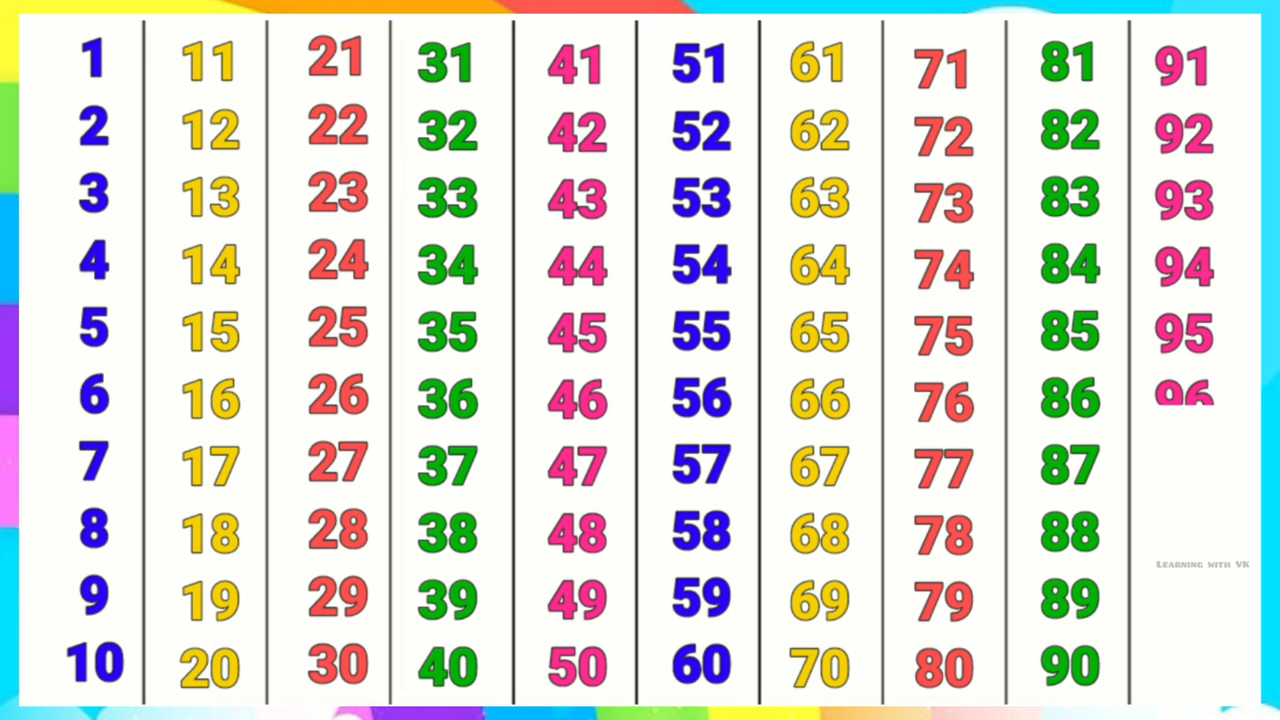 1 11 21 31 41 51 61 71 81 91
2 12 22 32 42 52 62 72 82 92
3 13 23 33 43 53 63 73 83 93
4 14 24 34 44 54 64 74 84 94
5 15 25 35 45 55 65 75 85 95
6 16 26 36 46 56 66 76 86 96
7 17 27 37 47 57 67 77 87
8 18 28 38 48 58 68 78 88
Learning with VK
9 19 29 39 49 59 69 79 89
10 20 30 40 50 60 70 80 90